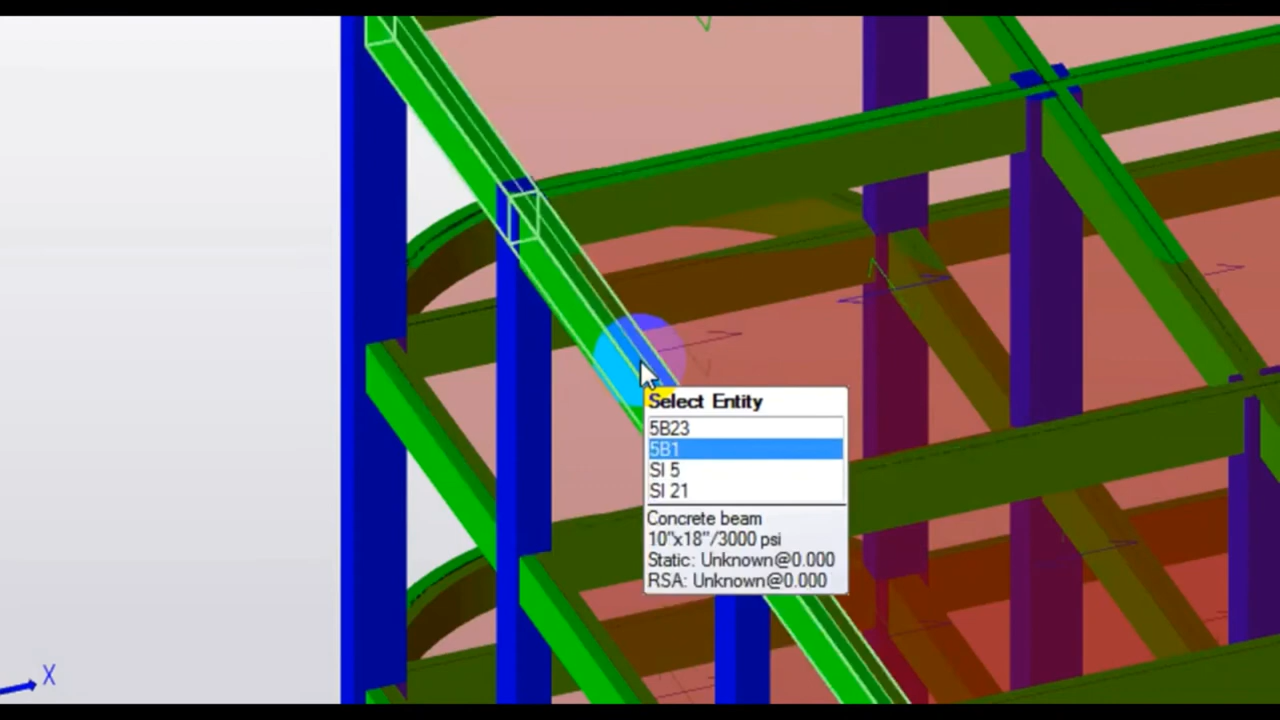 Select Entity
5B23
5B1
SI 5
SI 21
Concrete beam
10"x18"/3000 psi
Static: Unknown@0.000
RSA: Unknown@0.000
X